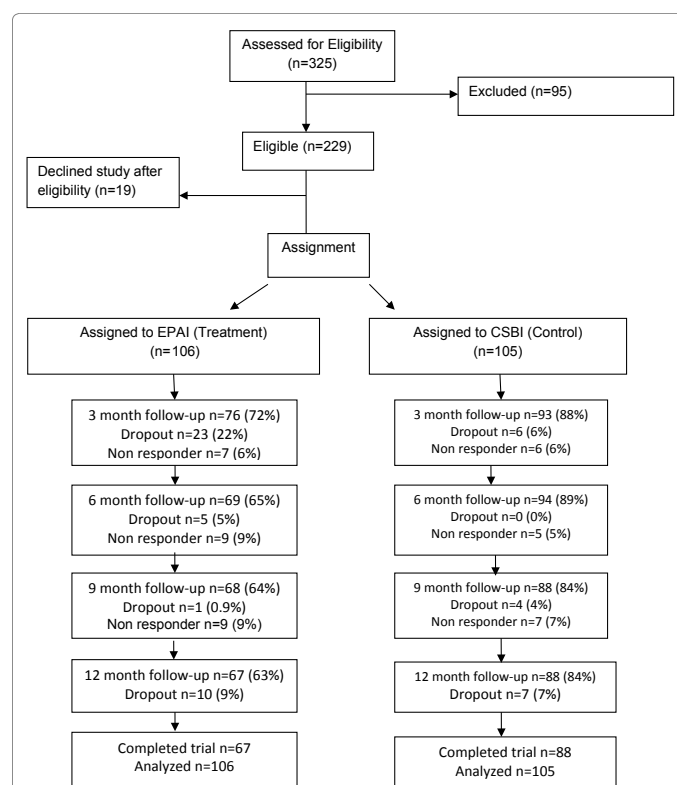 Assessed for Eligibility
(n=325)
Excluded (n=95)
Eligible (n=229)
Declined study after
eligibility (n=19)
Assignment
Assigned to EPAI (Treatment)
(n=106)
Assigned to CSBI (Control)
(n=105)
3 month follow-up n=76 (72%)
Dropout n=23 (22%)
Non responder n=7 (6%)
3 month follow-up n=93 (88%)
Dropout n=6 (6%)
Non responder n=6 (6%)
6 month follow-up n=69 (65%)
Dropout n=5 (5%)
Non responder n=9 (9%)
6 month follow-up n=94 (89%)
Dropout n=0 (0%)
Non responder n=5 (5%)
9 month follow-up n=68 (64%)
Dropout n=1 (0.9%)
Non responder n=9 (9%)
9 month follow-up n=88 (84%)
Dropout n=4 (4%)
Non responder n=7 (7%)
12 month follow-up n=67 (63%)
Dropout n=10 (9%)
12 month follow-up n=88 (84%)
Dropout n=7 (7%)
Completed trial n=67
Analyzed n=106
Completed trial n=88
Analyzed n=105